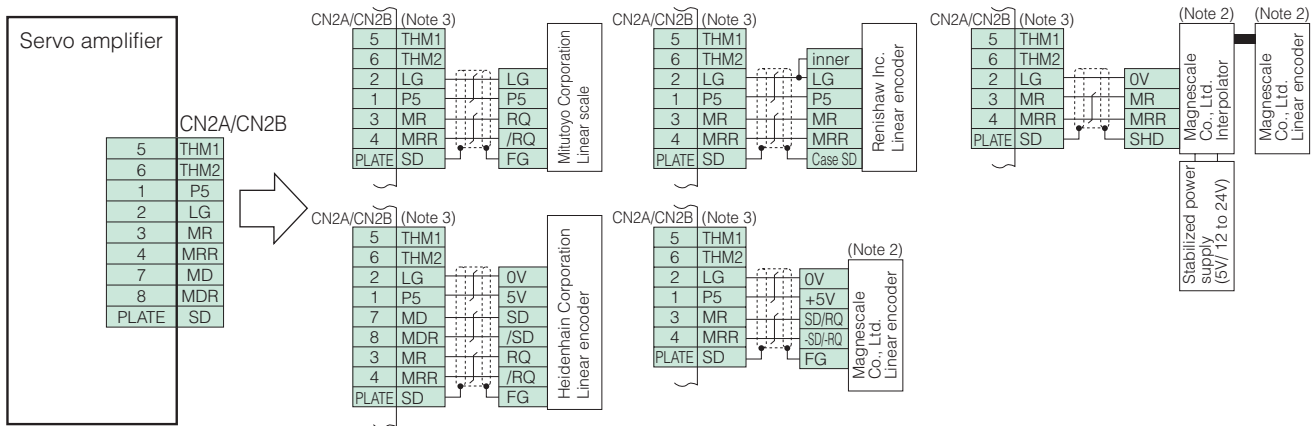 Servo amplifier
CN2A/CN2B
5 THM1
6 THM2
1 P5
2 LG
3 MR
4 MRR
7 MD
8 MDR
PLATE SD
CN2A/CN2B (Note 3)
5 THM1
6 THM2
2 LG LG
1 P5 P5
3 MR RQ
4 MRR /RQ
PLATE SD FG
Mitutoyo Corporation
Linear scale
CN2A/CN2B (Note 3)
5 THM1
6 THM2 inner
2 LG LG
1 P5 P5
3 MR MR
4 MRR MRR
PLATE SD Case SD
Renishaw Inc.
Linear encoder
CN2A/CN2B (Note 3)
5 THM1
6 THM2
2 LG 0V
3 MR MR
4 MRR MRR
PLATE SD SHD
(Note 2)
Magnescale
Co., Ltd.
Interpolator
(Note 2)
Magnescale
Co., Ltd.
Linear encoder
Stabilized power
supply
(5V/ 12 to 24V)
CN2A/CN2B (Note 3)
5 THM1
6 THM2
2 LG 0V
1 P5 5V
7 MD SD
8 MDR /SD
3 MR RQ
4 MRR /RQ
PLATE SD FG
Heidenhain Corporation
Linear encoder
CN2A/CN2B (Note 3)
5 THM1
6 THM2
2 LG 0V
1 P5 +5V
3 MR SD/RQ
4 MRR -SD/-RQ
PLATE SD FG
(Note 2)
Magnescale
Co., Ltd.
Linear encoder